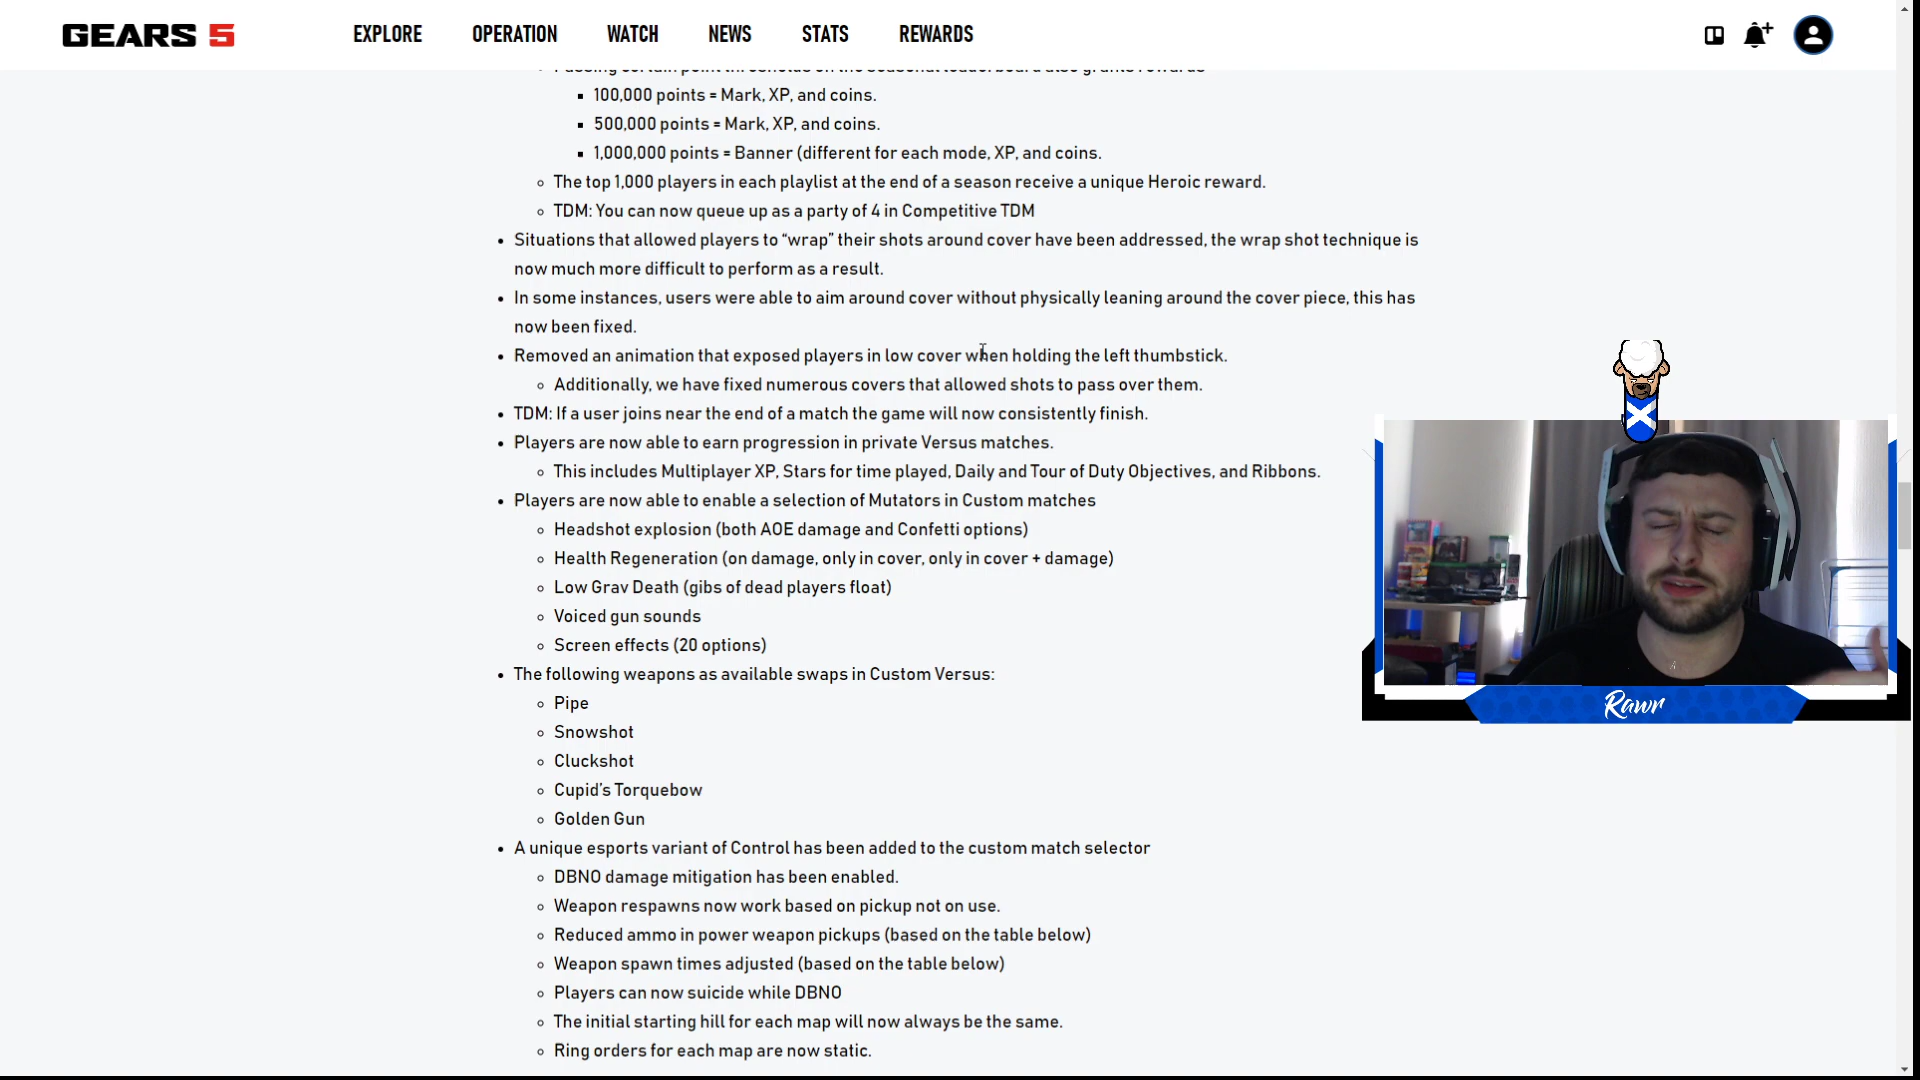 GEARS 5
EXPLORE
OPERATION
WATCH
NEWS
STATS
REWARDS
Passing certain point thresholds on the seasonal leaderboard also grants rewards
100,000 points = Mark, XP, and coins.
500,000 points = Mark, XP, and coins.
1,000,000 points = Banner (different for each mode, XP, and coins.
The top 1,000 players in each playlist at the end of a season receive a unique Heroic reward.
TDM: You can now queue up as a party of 4 in Competitive TDM
Situations that allowed players to “wrap” their shots around cover have been addressed, the wrap shot technique is
now much more difficult to perform as a result.
In some instances, users were able to aim around cover without physically leaning around the cover piece, this has
now been fixed.
Removed an animation that exposed players in low cover when holding the left thumbstick.
Additionally, we have fixed numerous covers that allowed shots to pass over them.
TDM: If a user joins near the end of a match the game will now consistently finish.
Players are now able to earn progression in private Versus matches.
This includes Multiplayer XP, Stars for time played, Daily and Tour of Duty Objectives, and Ribbons.
Players are now able to enable a selection of Mutators in Custom matches
Headshot explosion (both AOE damage and Confetti options)
Health Regeneration (on damage, only in cover, only in cover + damage)
Low Grav Death (gibs of dead players float)
Voiced gun sounds
Screen effects (20 options)
The following weapons as available swaps in Custom Versus:
Pipe
Snowshot
Cluckshot
Cupid’s Torquebow
Golden Gun
A unique esports variant of Control has been added to the custom match selector
DBNO damage mitigation has been enabled.
Weapon respawns now work based on pickup not on use.
Reduced ammo in power weapon pickups (based on the table below)
Weapon spawn times adjusted (based on the table below)
Players can now suicide while DBNO
The initial starting hill for each map will now always be the same.
Ring orders for each map are now static.
Rawr